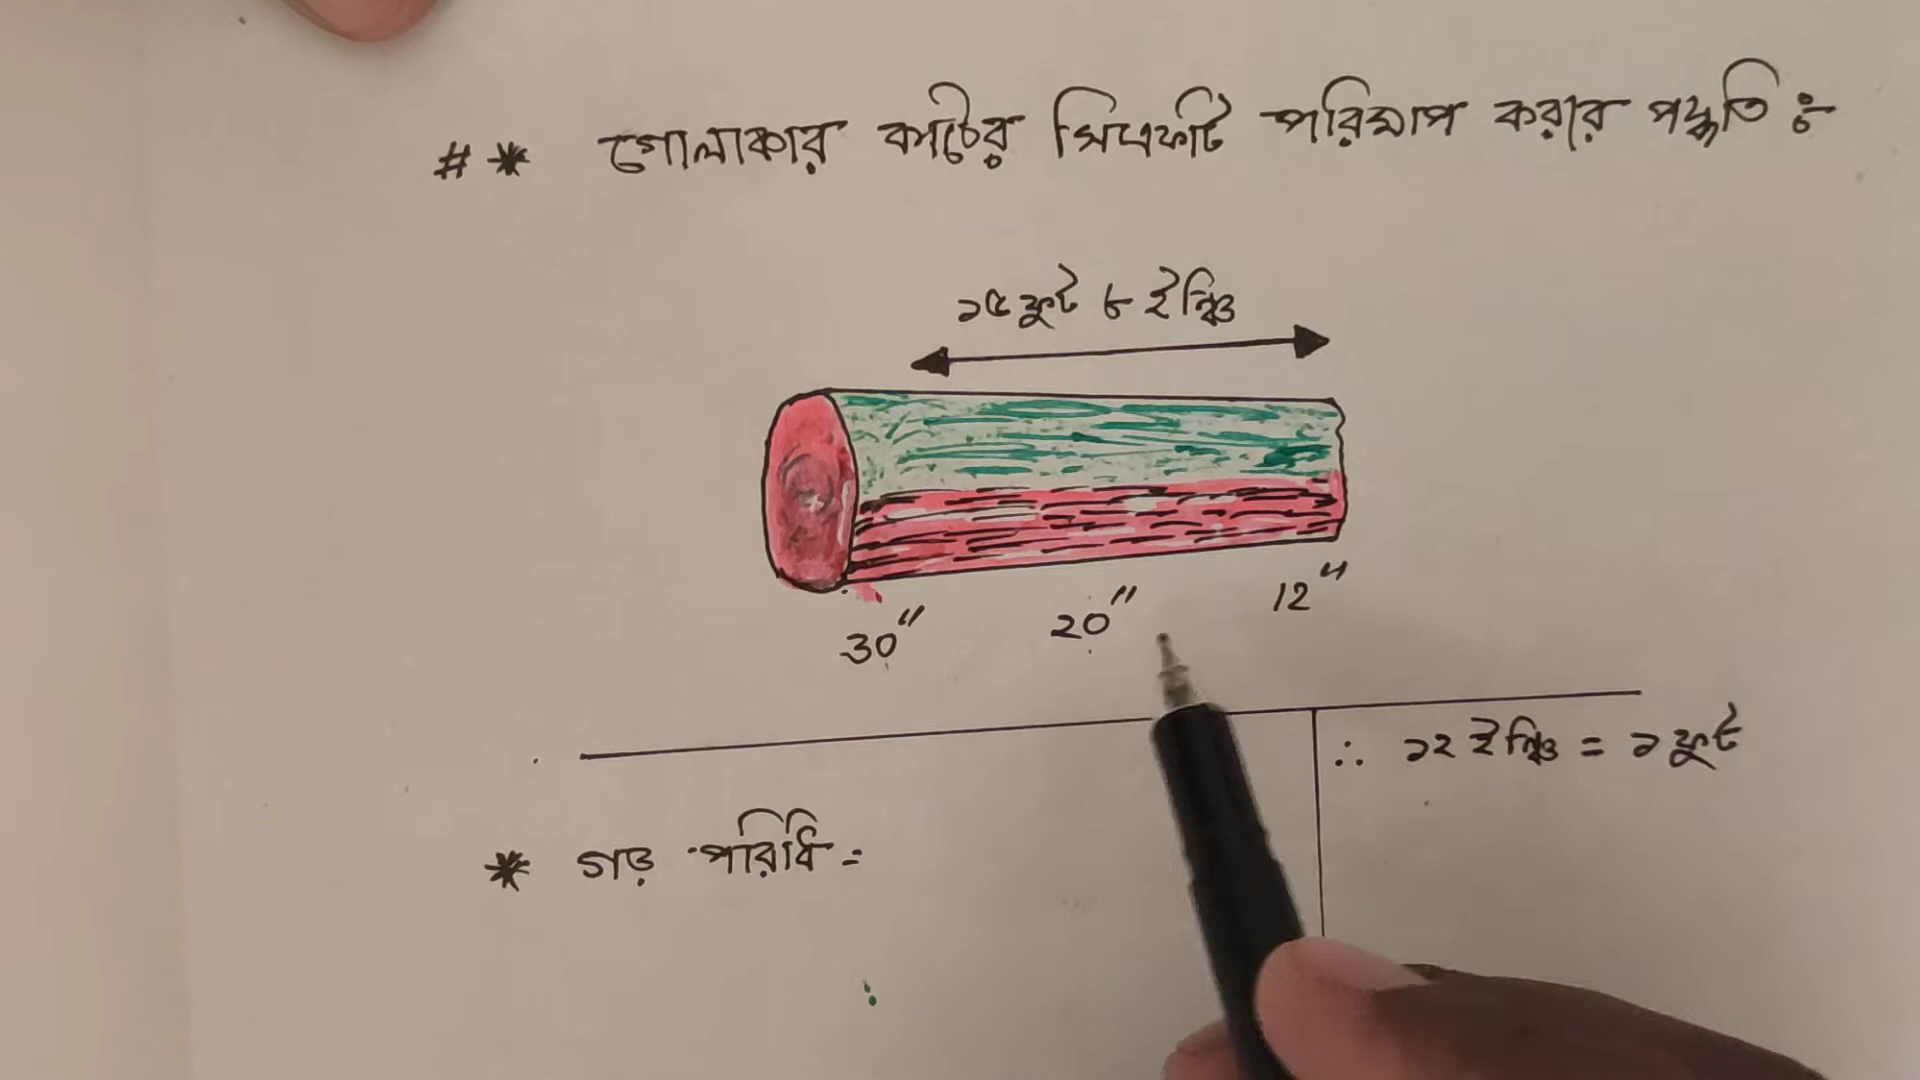 #* গোলাকার কাঠের সিএফটি পরিমাপ করার পদ্ধতি ঃ-
১৫ ফুট ৮ ইঞ্চি
30" 20" 12"
∴ ১২ ইঞ্চি = ১ ফুট
* গড় পরিধি =